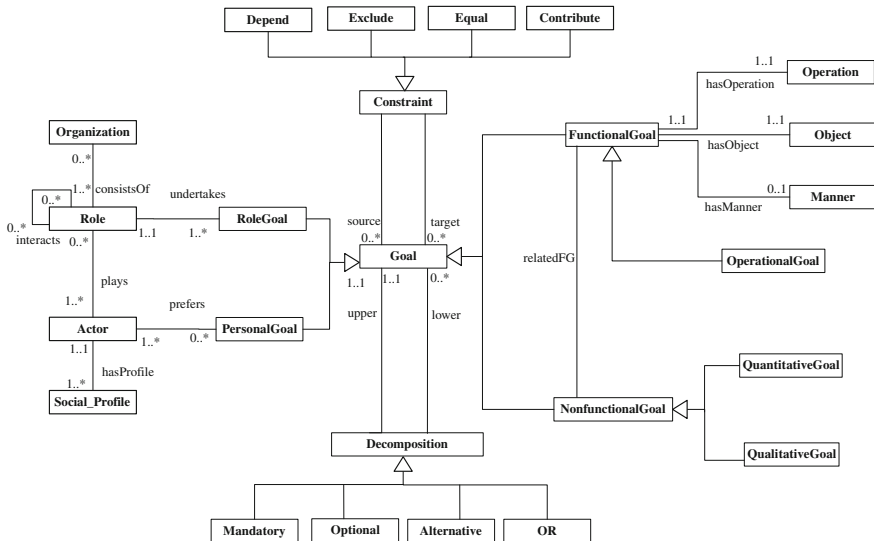 Depend
Exclude
Equal
Contribute
Constraint
Operation
1..1
hasOperation
Organization
0..*
FunctionalGoal
1..1
1..1
Object
hasObject
1..*
consistsOf
0..*
undertakes
0..1
Manner
hasManner
Role
RoleGoal
0..*
interacts
0..*
1..1
1..*
source
target
0..*
0..*
Goal
relatedFG
OperationalGoal
1..1
1..1
0..*
plays
prefers
upper
lower
1..*
Actor
PersonalGoal
1..1
1..*
0..*
hasProfile
1..*
QuantitativeGoal
Social_Profile
NonfunctionalGoal
Decomposition
QualitativeGoal
Mandatory
Optional
Alternative
OR